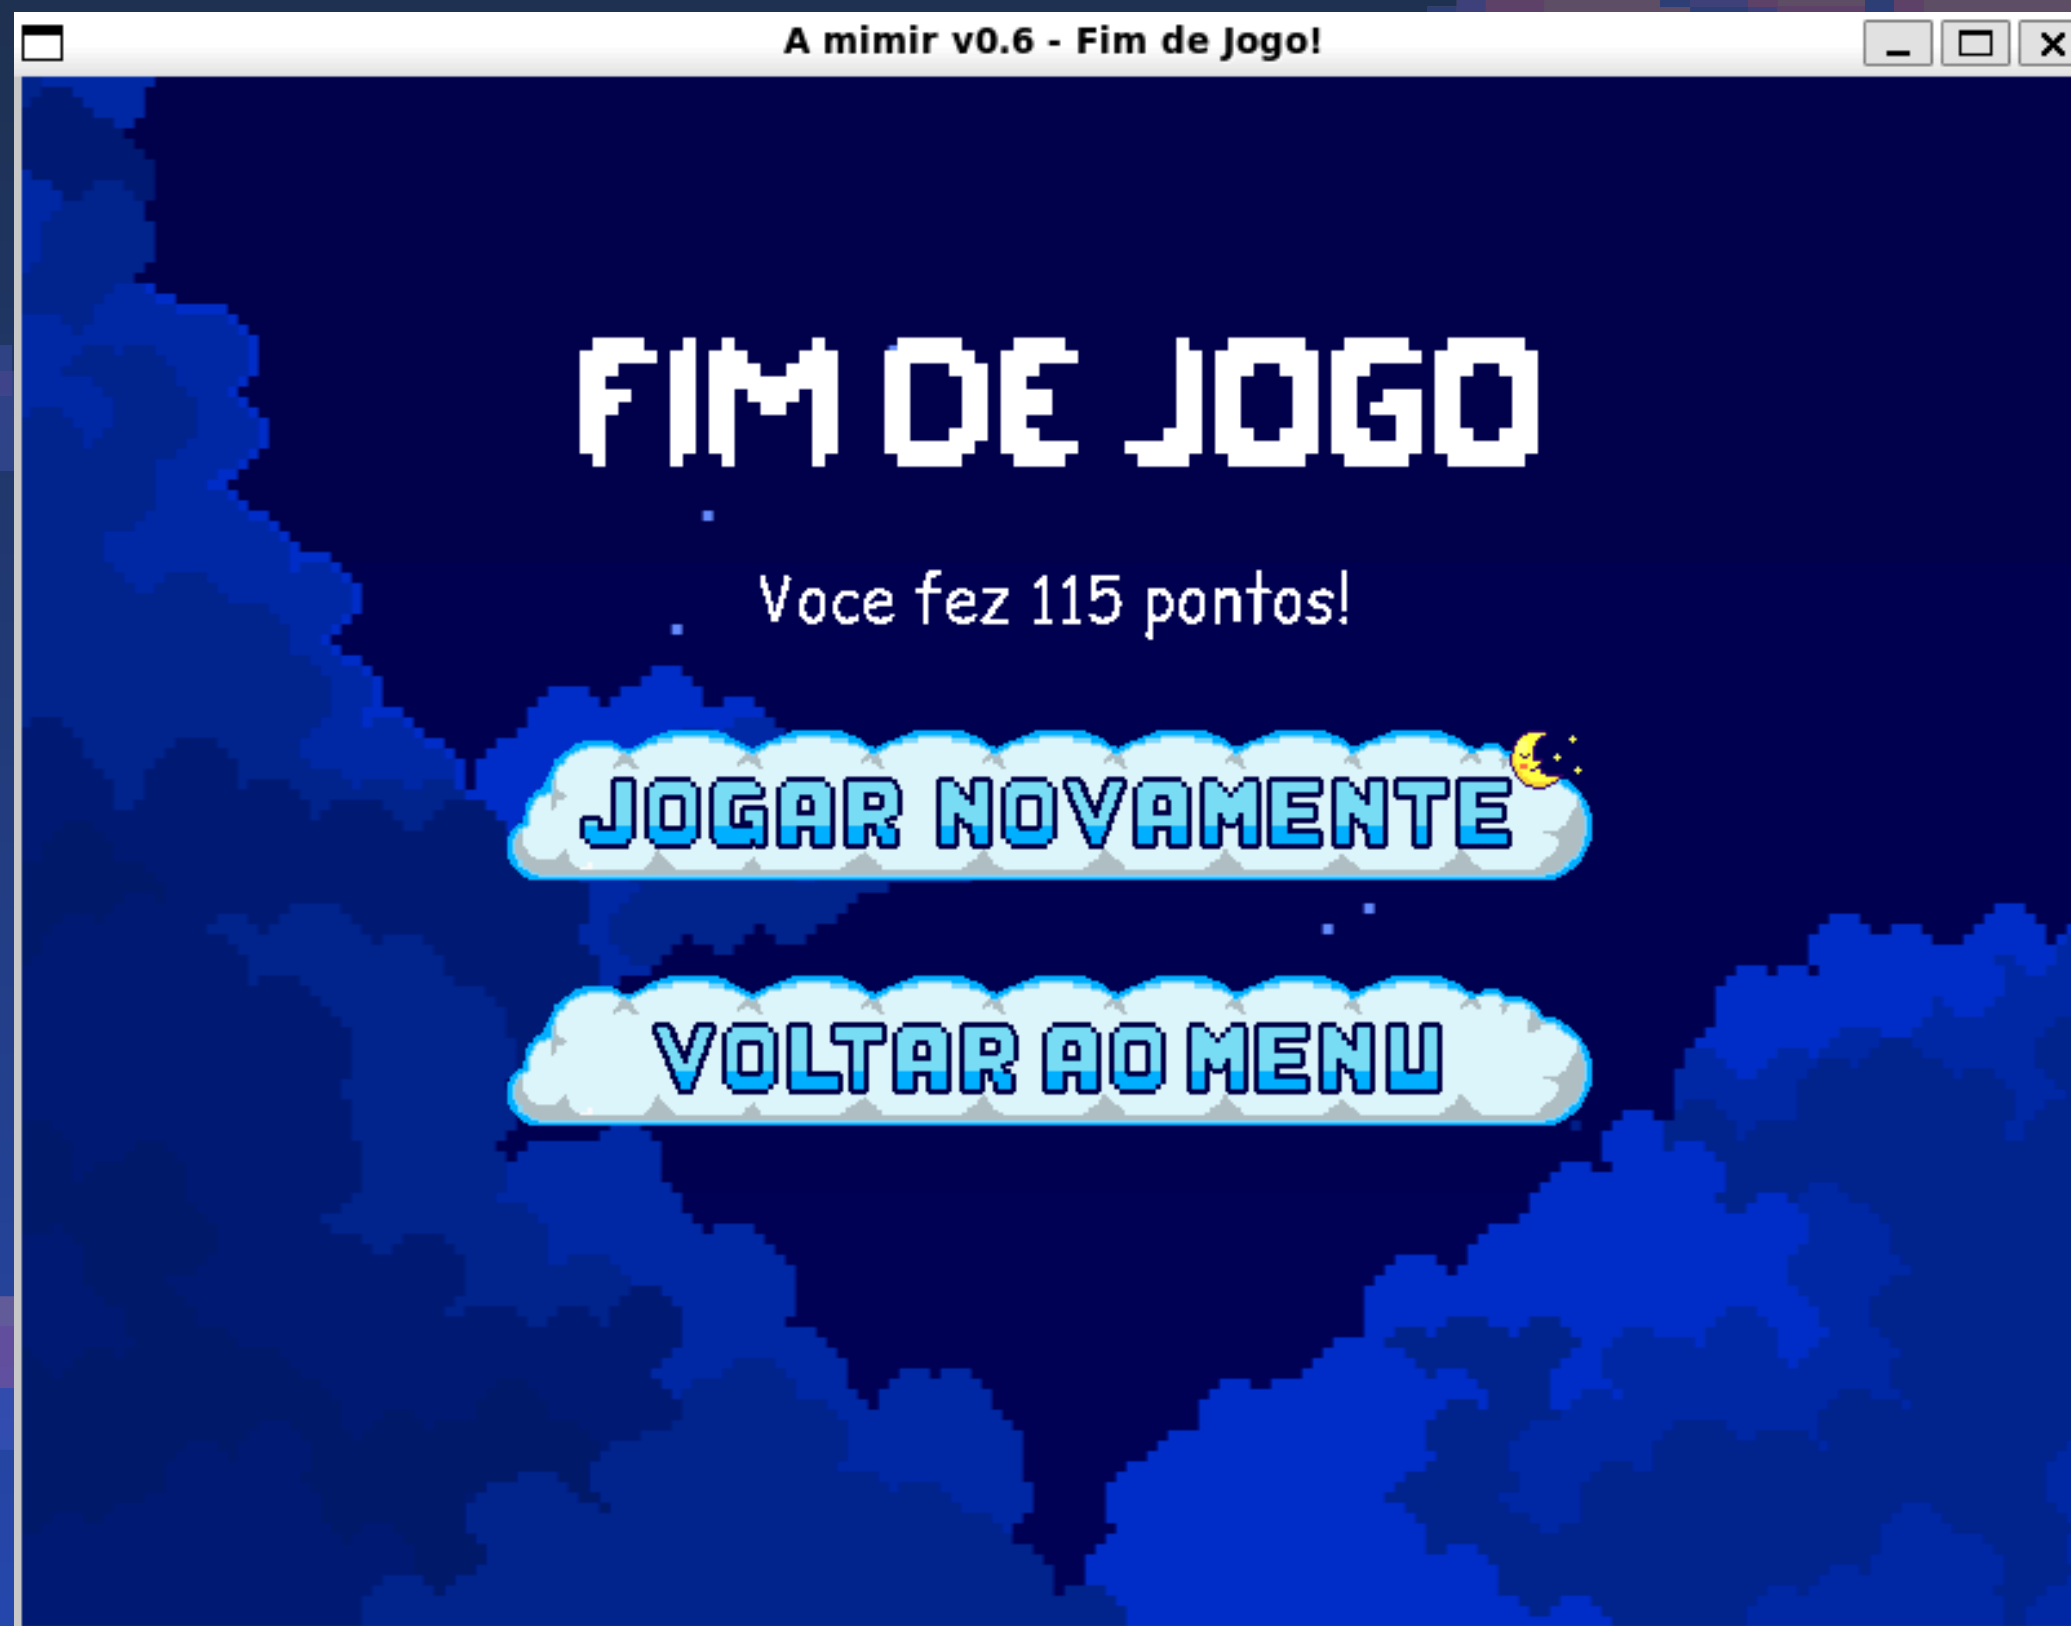 A mimir v0.6 - Fim de Jogo!
FIM DE JOGO
Voce fez 115 pontos!
JOGAR NOVAMENTE
VOLTAR AO MENU